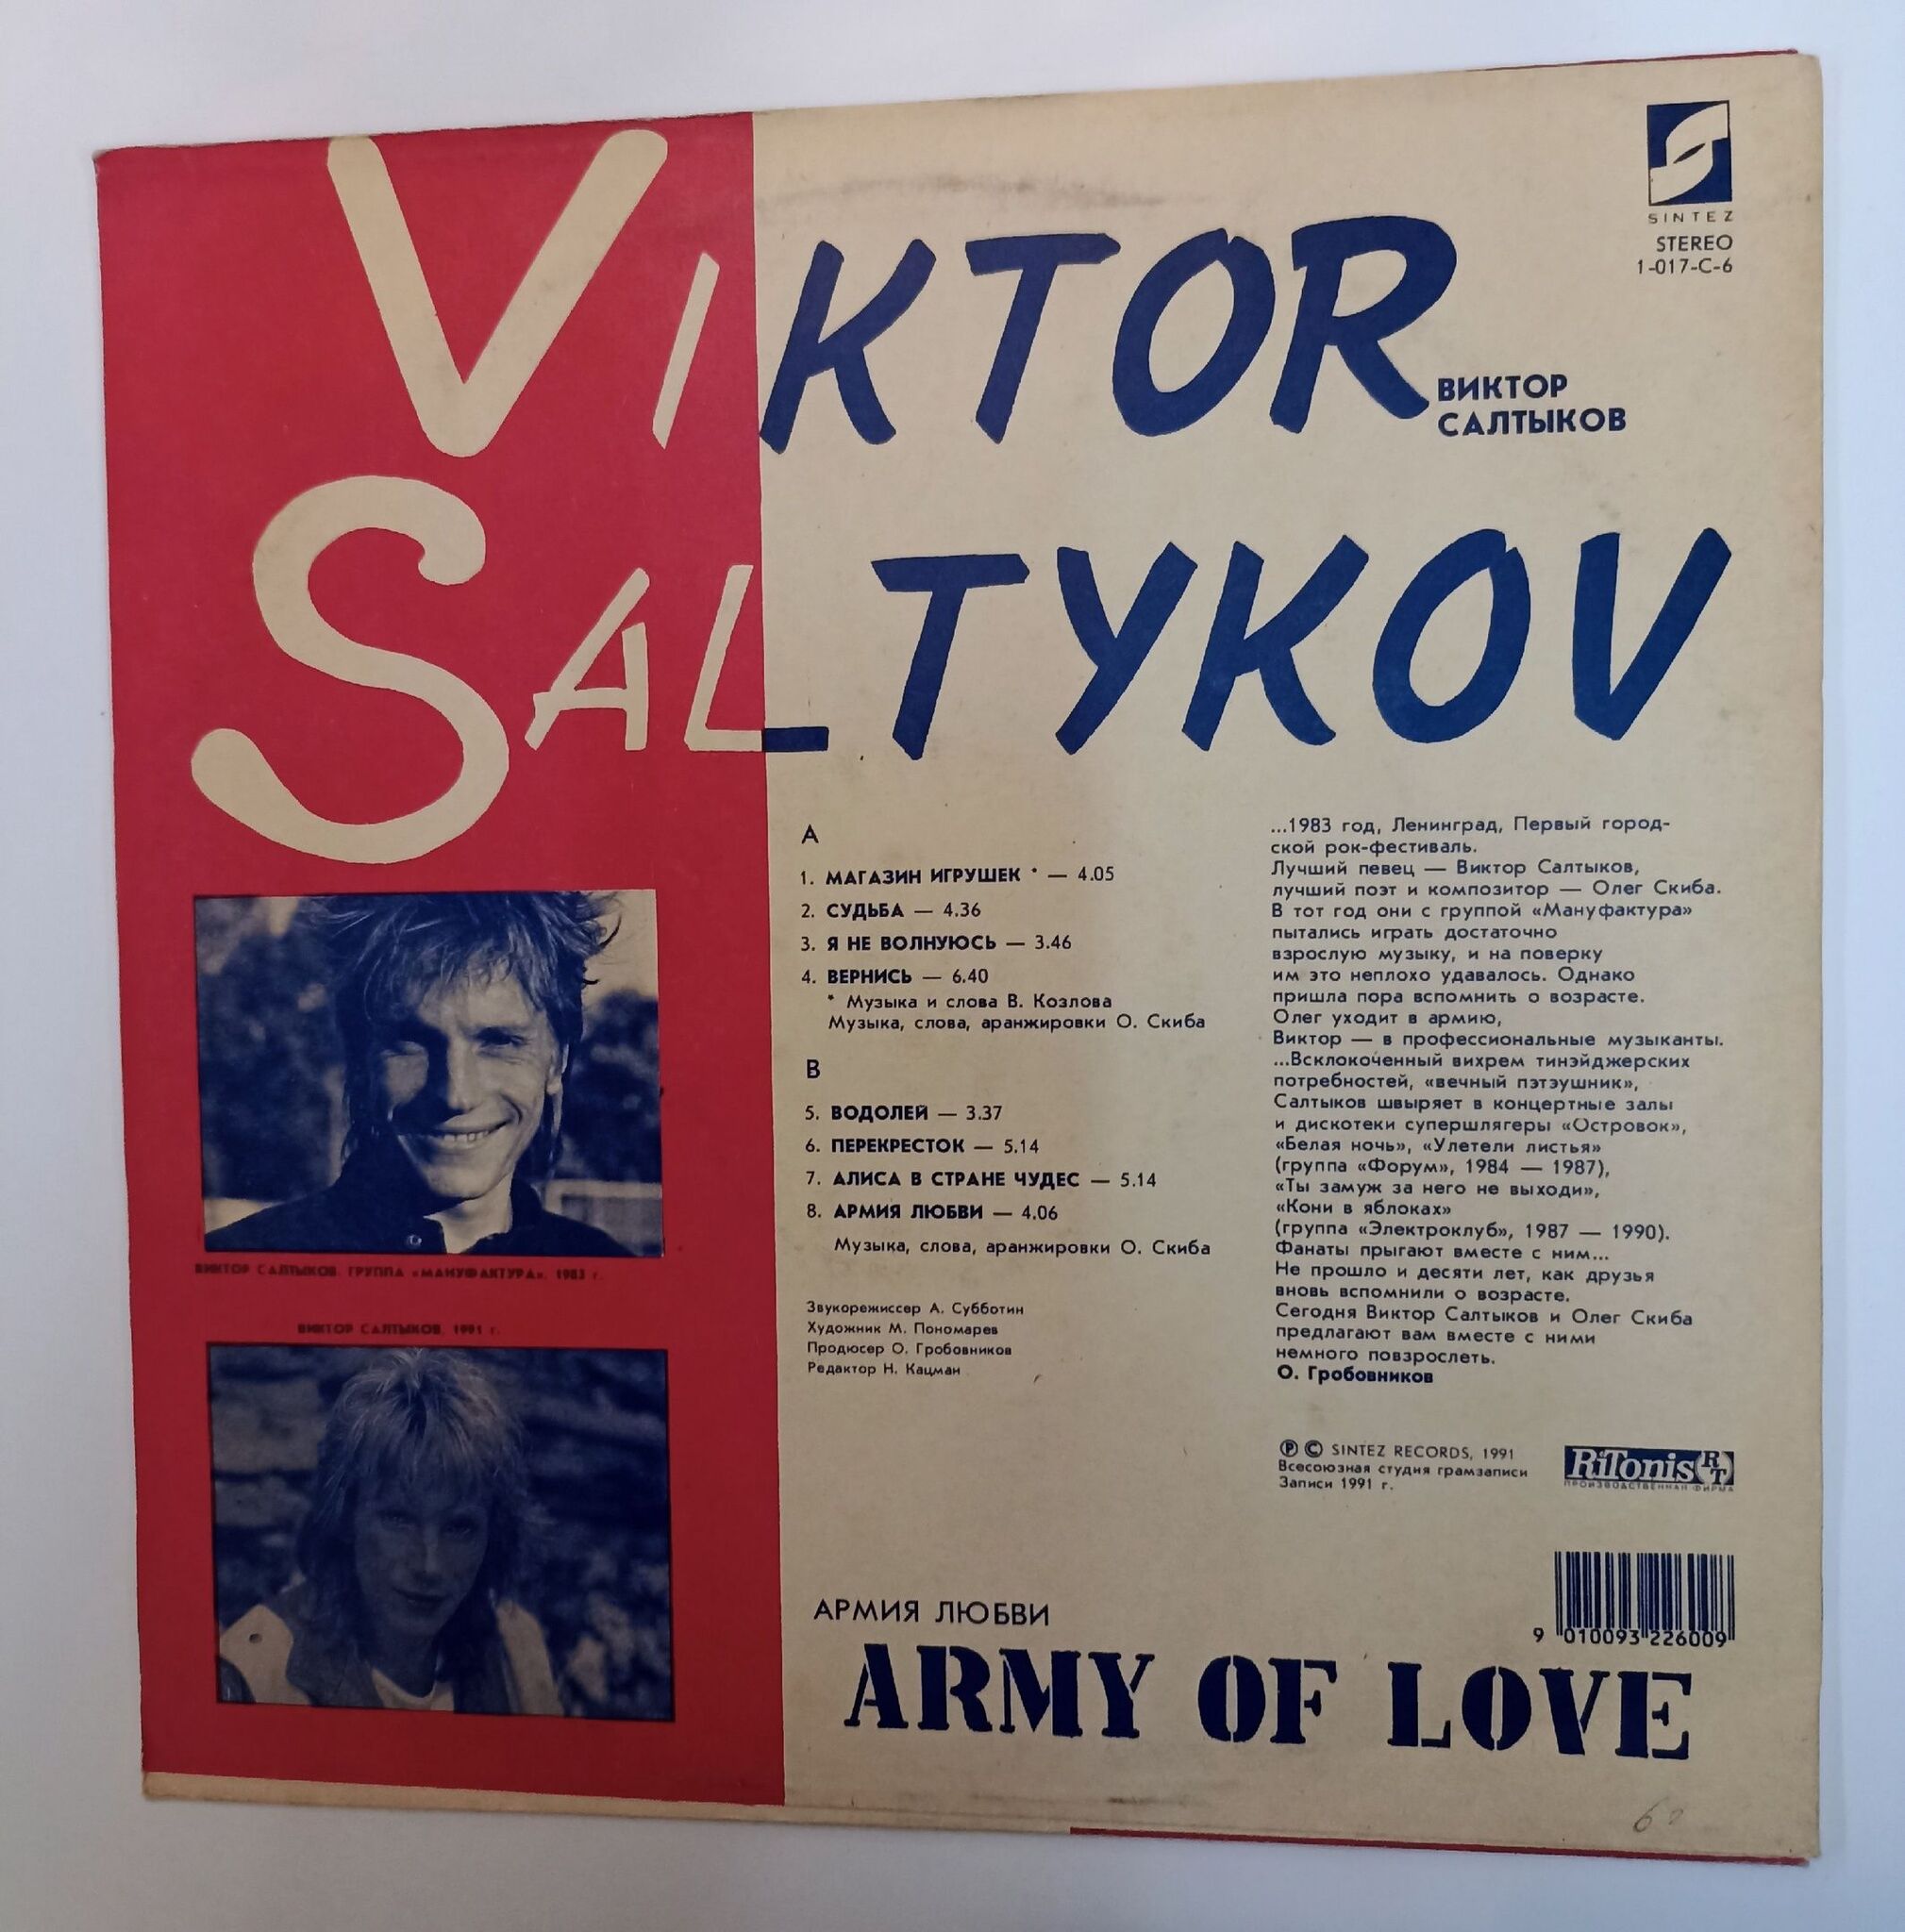 VIKTOR
SALTYKOV
SINTEZ
STEREO
1-017-C-6
ВИКТОР
САЛТЫКОВ
A
1. МАГАЗИН ИГРУШЕК * — 4.05
2. СУДЬБА — 4.36
3. Я НЕ ВОЛНУЮСЬ — 3.46
4. ВЕРНИСЬ — 6.40
* Музыка и слова В. Козлова
Музыка, слова, аранжировки О. Скиба
B
5. ВОДОЛЕЙ — 3.37
6. ПЕРЕКРЕСТОК — 5.14
7. АЛИСА В СТРАНЕ ЧУДЕС — 5.14
8. АРМИЯ ЛЮБВИ — 4.06
Музыка, слова, аранжировки О. Скиба
Звукорежиссер А. Субботин
Художник М. Пономарев
Продюсер О. Гробовников
Редактор Н. Кацман
...1983 год, Ленинград, Первый город-
ской рок-фестиваль.
Лучший певец — Виктор Салтыков,
лучший поэт и композитор — Олег Скиба.
В тот год они с группой «Мануфактура»
пытались играть достаточно
взрослую музыку, и на поверку
им это неплохо удавалось. Однако
пришла пора вспомнить о возрасте.
Олег уходит в армию,
Виктор — в профессиональные музыканты.
...Всклокоченный вихрем тинэйджерских
потребностей, «вечный пэтэушник»,
Салтыков швыряет в концертные залы
и дискотеки супершлягеры «Островок»,
«Белая ночь», «Улетели листья»
(группа «Форум», 1984 — 1987),
«Ты замуж за него не выходи»,
«Кони в яблоках»
(группа «Электроклуб», 1987 — 1990).
Фанаты прыгают вместе с ним...
Не прошло и десяти лет, как друзья
вновь вспомнили о возрасте.
Сегодня Виктор Салтыков и Олег Скиба
предлагают вам вместе с ними
немного повзрослеть.
О. Гробовников
ВИКТОР САЛТЫКОВ. ГРУППА «МАНУФАКТУРА». 1983 г.
ВИКТОР САЛТЫКОВ. 1991 г.
Ⓟ © SINTEZ RECORDS, 1991
Всесоюзная студия грамзаписи
Записи 1991 г.
RiTonis RT
ПРОИЗВОДСТВЕННАЯ ФИРМА
9 010093 226009
АРМИЯ ЛЮБВИ
ARMY OF LOVE